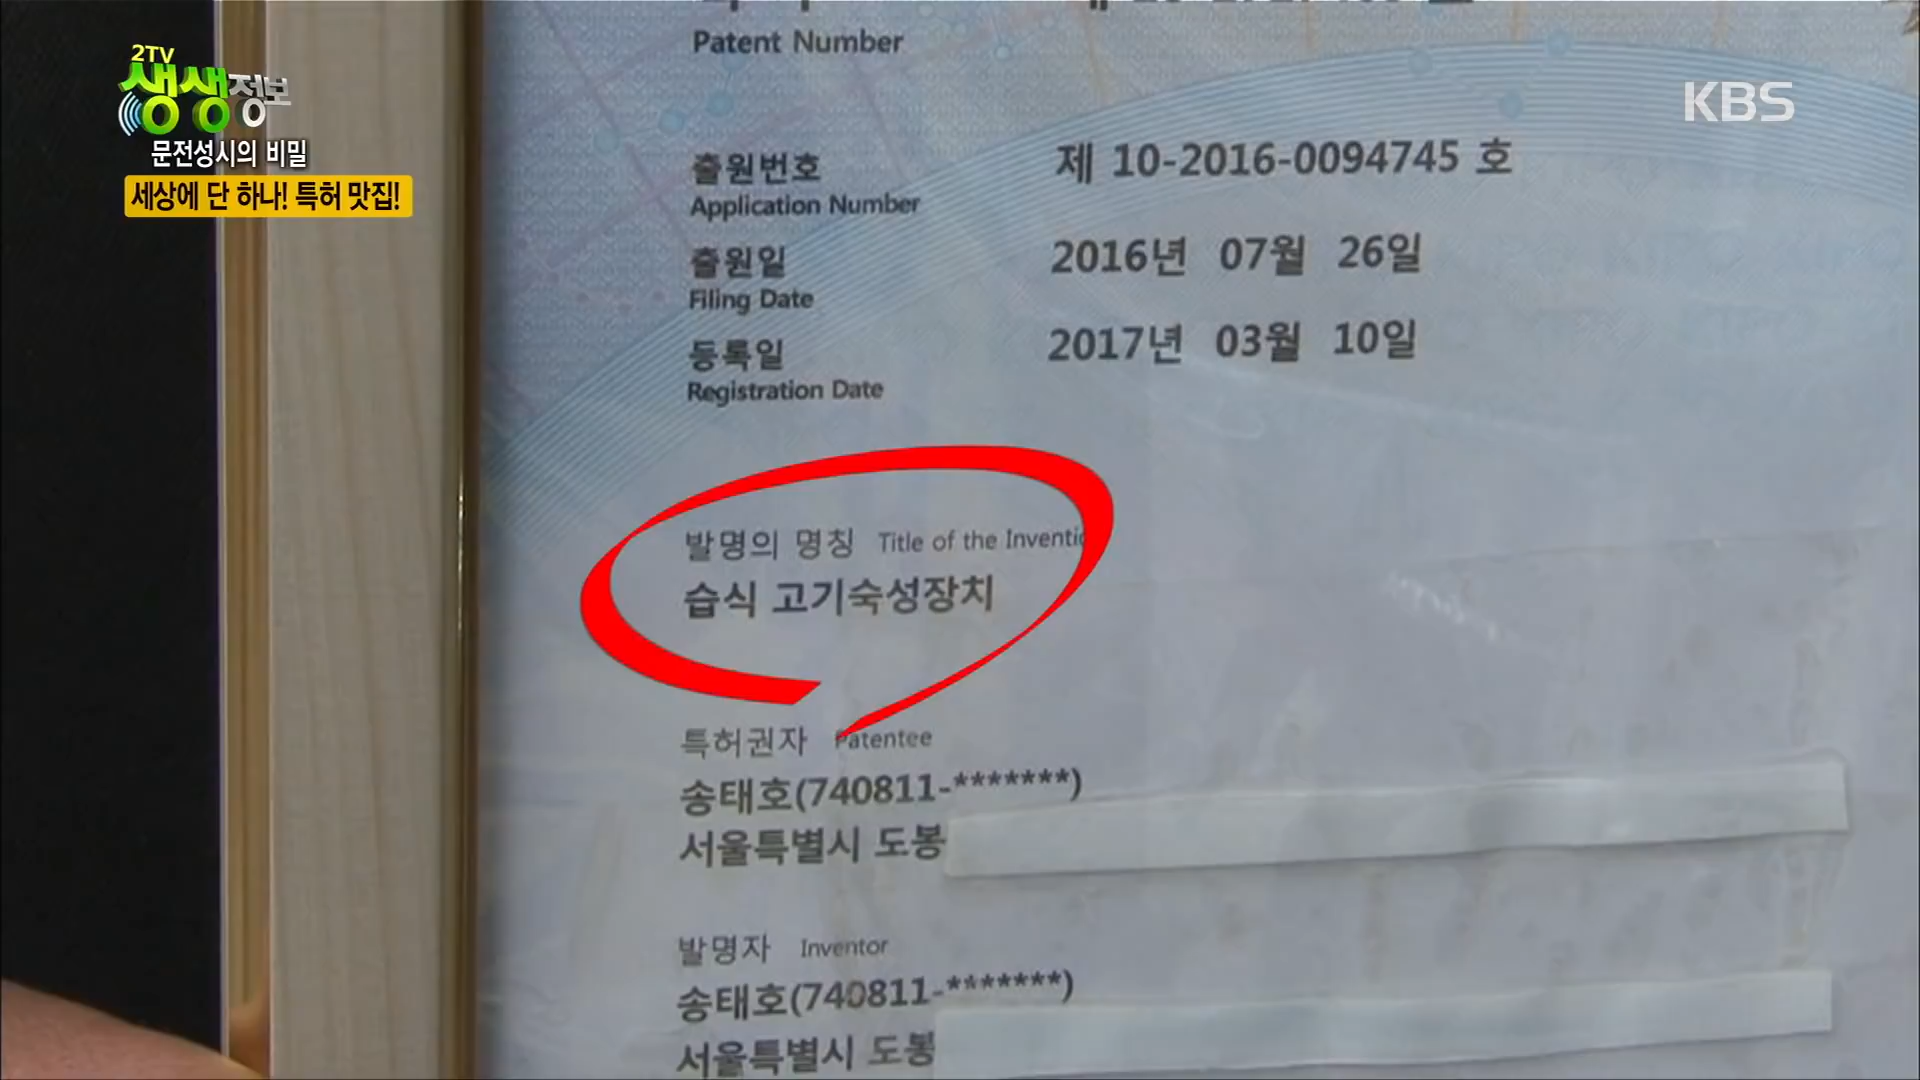 2TV
생생정보
문전성시의 비밀
세상에 단 하나! 특허 맛집!
KBS
Patent Number
출원번호 제 10-2016-0094745 호
Application Number
출원일 2016년 07월 26일
Filing Date
등록일 2017년 03월 10일
Registration Date
발명의 명칭 Title of the Inventio
습식 고기숙성장치
특허권자 Patentee
송태호(740811-*******)
서울특별시 도봉
발명자 Inventor
송태호(740811-*******)
서울특별시 도봉